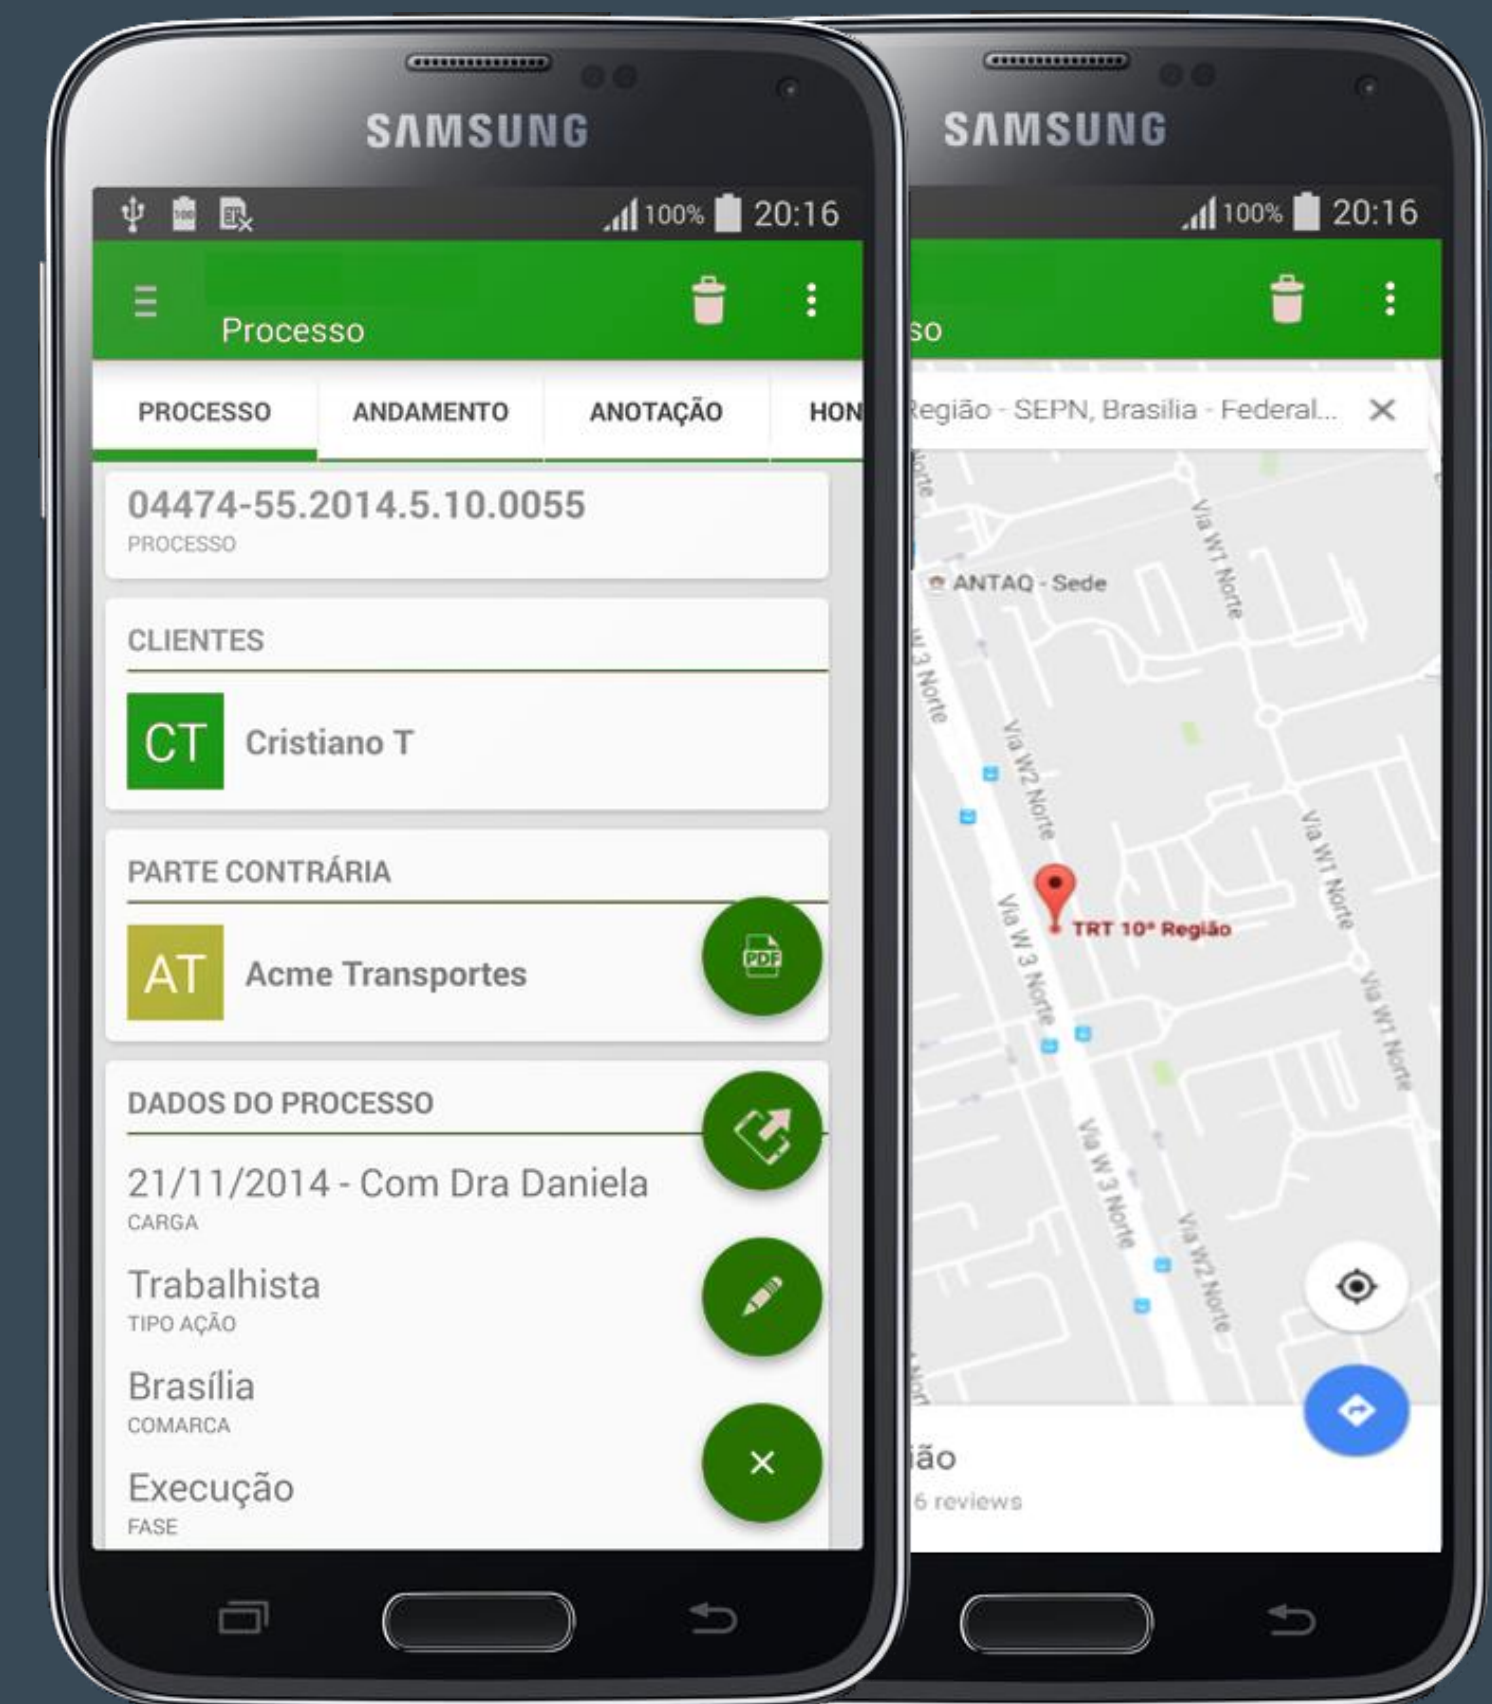 SAMSUNG
100% 20:16
Processo
PROCESSO ANDAMENTO ANOTAÇÃO HON
04474-55.2014.5.10.0055
PROCESSO
CLIENTES
CT Cristiano T
PARTE CONTRÁRIA
AT Acme Transportes
PDF
DADOS DO PROCESSO
21/11/2014 - Com Dra Daniela
CARGA
Trabalhista
TIPO AÇÃO
Brasília
COMARCA
Execução
FASE
SAMSUNG
100% 20:16
so
Região - SEPN, Brasilia - Federal...
Norte
Via W1 Norte
ANTAQ - Sede
W 3 Norte
Via W2 Norte
Via W1 Norte
TRT 10ª Região
Via W 3 Norte
Via W1 Norte
Via W 3 Norte
Via W2 Norte
ião
6 reviews